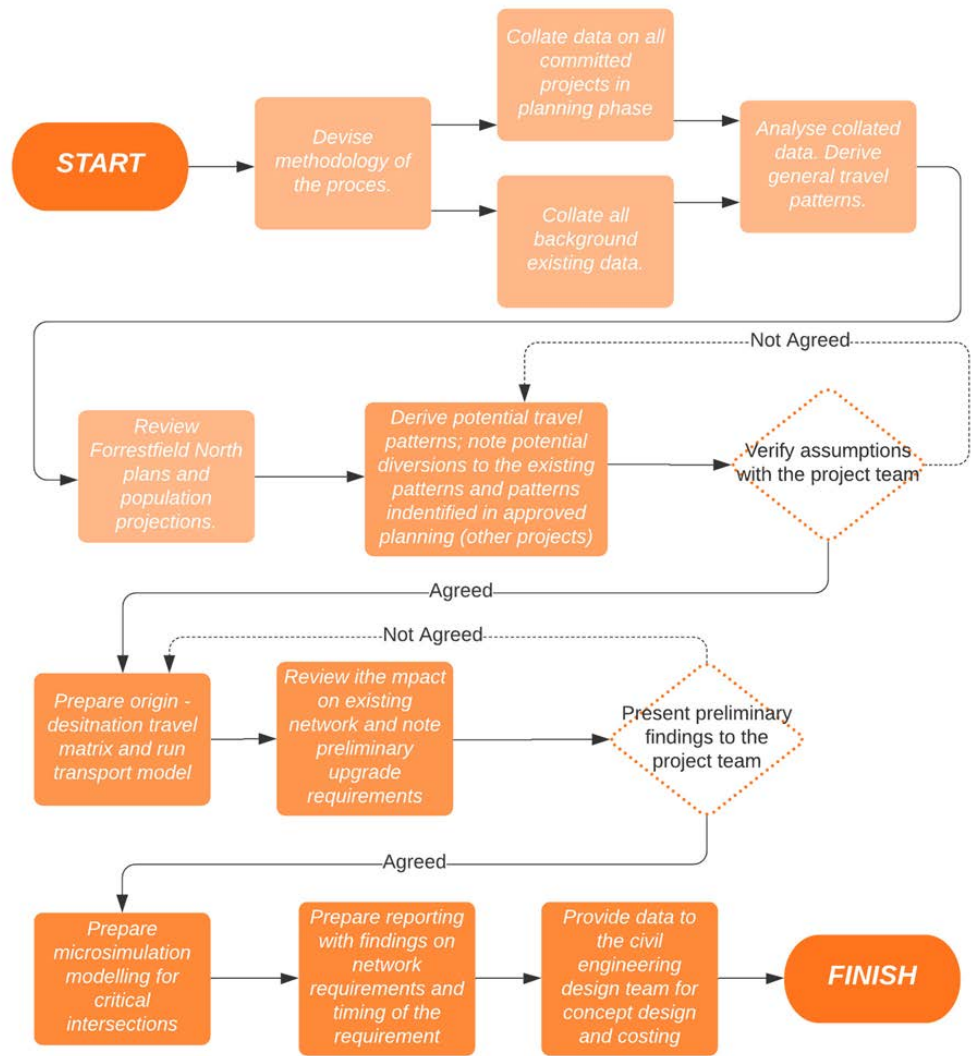 START
Devise
methodology of
the proces.
Collate data on all
committed
projects in
planning phase
Collate all
background
existing data.
Analyse collated
data. Derive
general travel
patterns.
Review
Forrestfield North
plans and
population
projections.
Derive potential travel
patterns; note potential
diversions to the existing
patterns and patterns
indentified in approved
planning (other projects)
Not Agreed
Verify assumptions
with the project team
Agreed
Prepare origin -
desitnation travel
matrix and run
transport model
Not Agreed
Review ithe mpact
on existing
network and note
preliminary
upgrade
requirements
Present preliminary
findings to the
project team
Agreed
Prepare
microsimulation
modelling for
critical
intersections
Prepare reporting
with findings on
network
requirements and
timing of the
requirement
Provide data to
the civil
engineering
design team for
concept design
and costing
FINISH